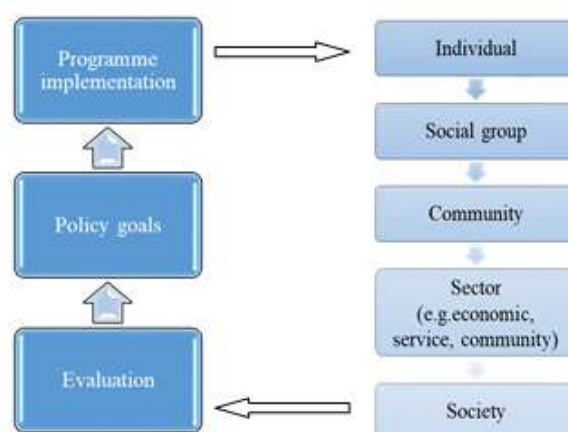 Programme
implementation
Policy goals
Evaluation
Individual
Social group
Community
Sector
(e.g.economic,
service, community)
Society